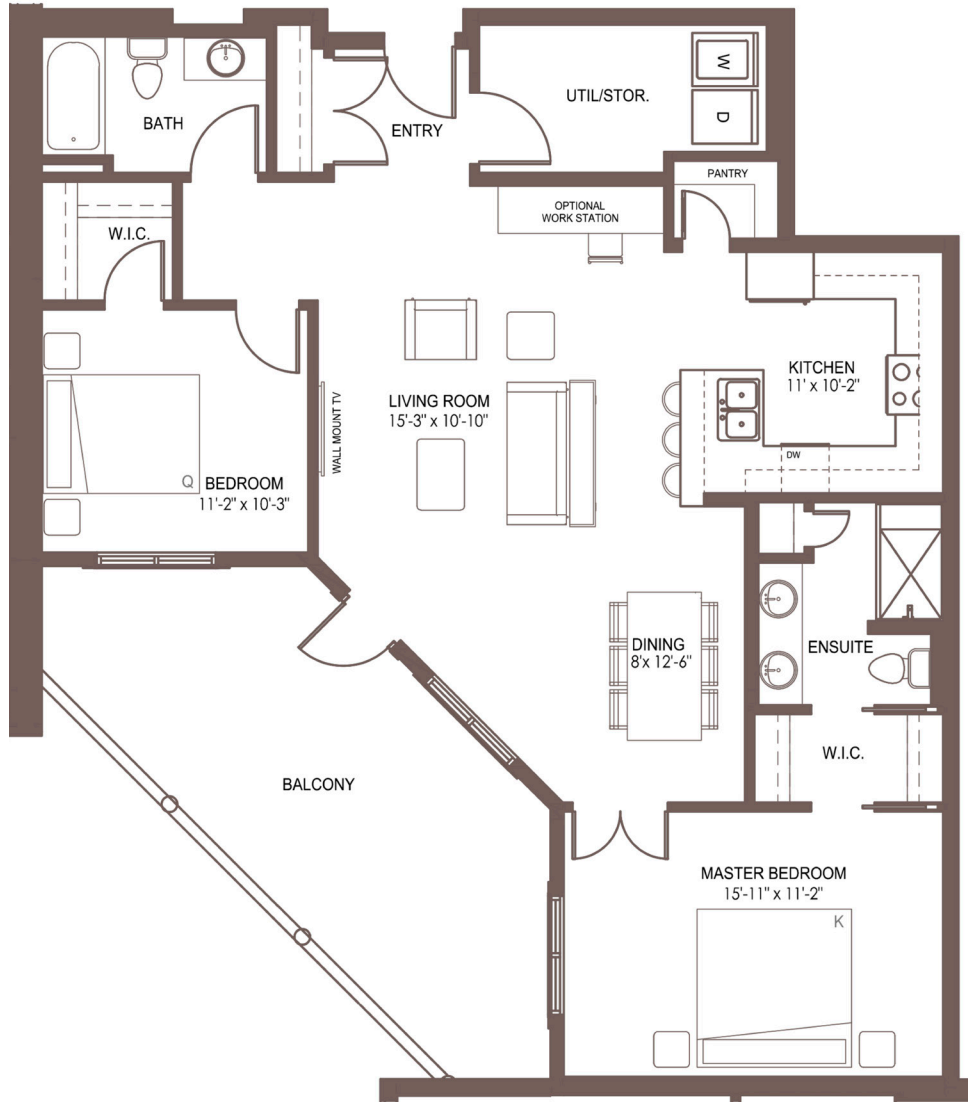 BATH
ENTRY
UTIL/STOR.
W
D
PANTRY
OPTIONAL
WORK STATION
W.I.C.
KITCHEN
11' x 10'-2"
LIVING ROOM
15'-3" x 10'-10"
WALL MOUNT TV
DW
Q
BEDROOM
11'-2" x 10'-3"
DINING
8'x 12'-6"
ENSUITE
W.I.C.
BALCONY
MASTER BEDROOM
15'-11" x 11'-2"
K